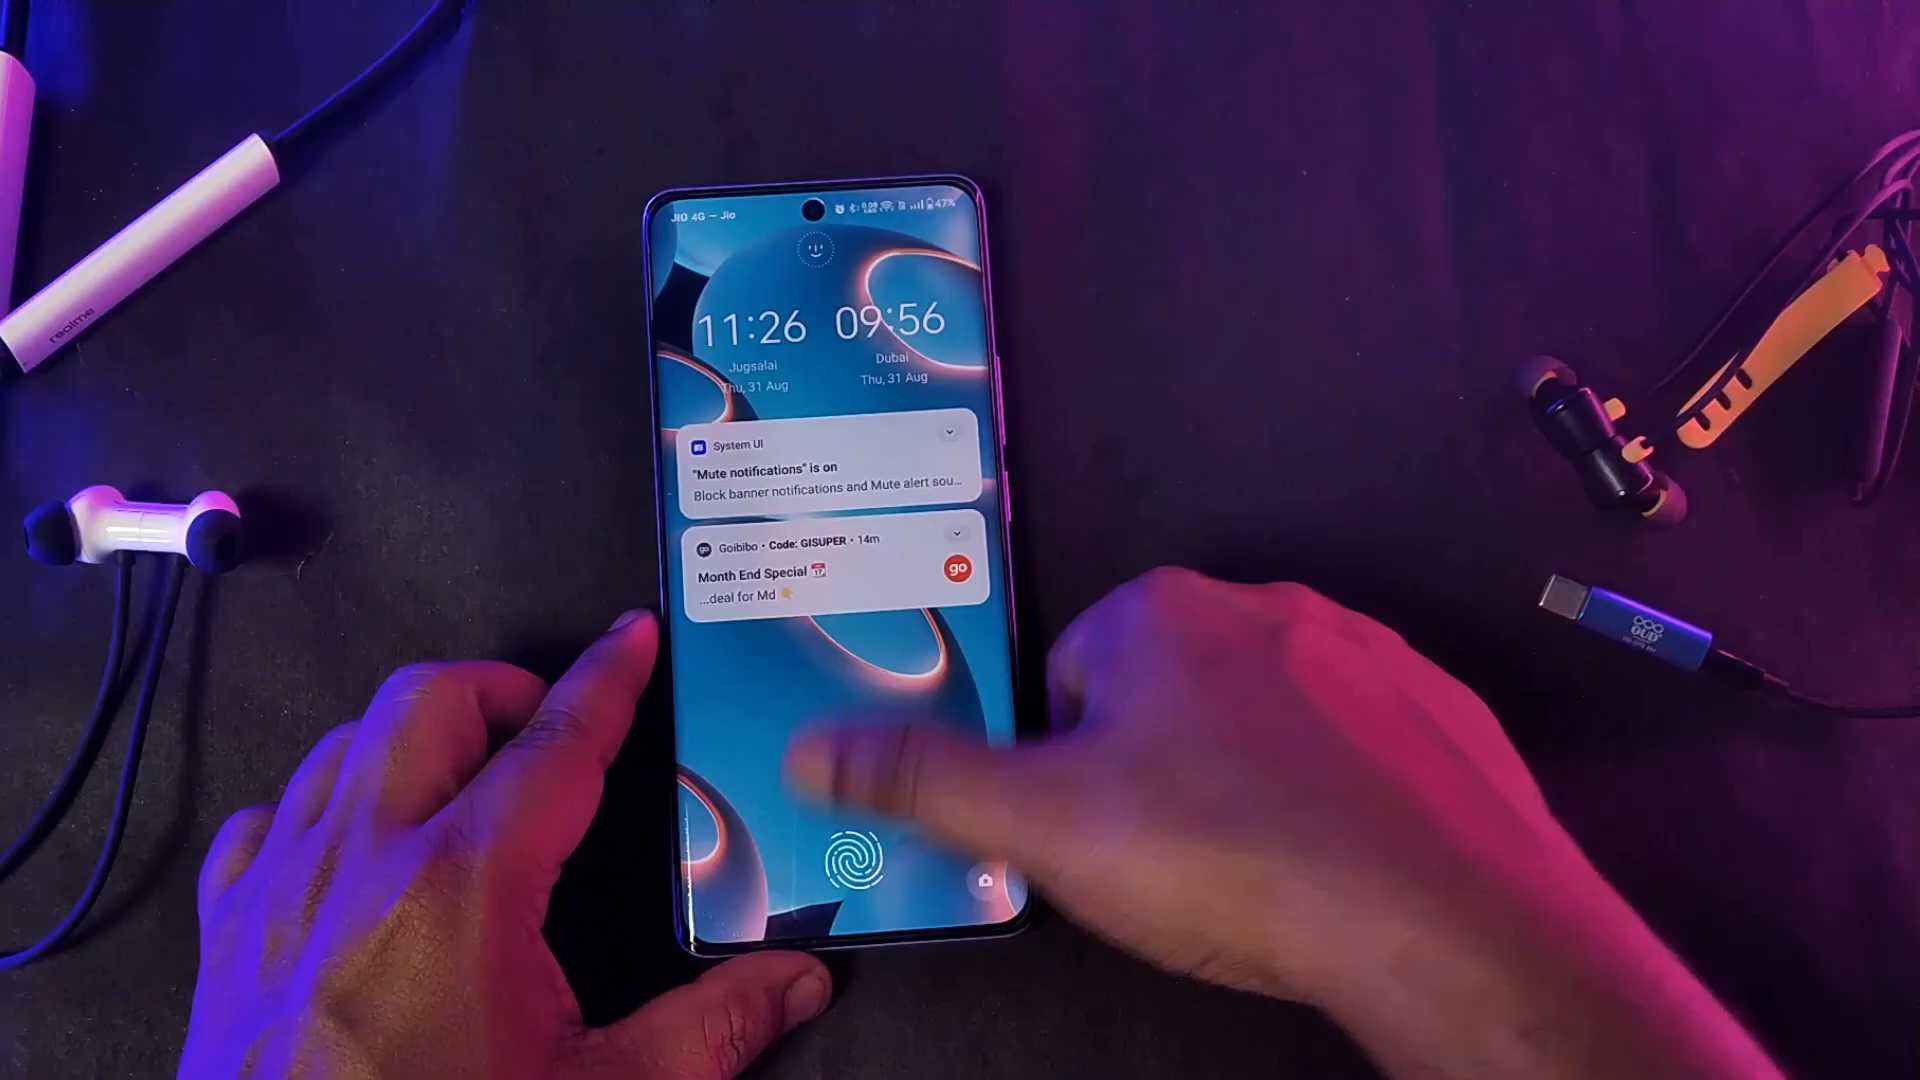 JIO 4G — Jio
47%
11:26 09:56
Jugsalai Dubai
Thu, 31 Aug Thu, 31 Aug
System UI
"Mute notifications" is on
Block banner notifications and Mute alert sou...
go Goibibo • Code: GISUPER • 14m
Month End Special
go
...deal for Md
realme
OUD